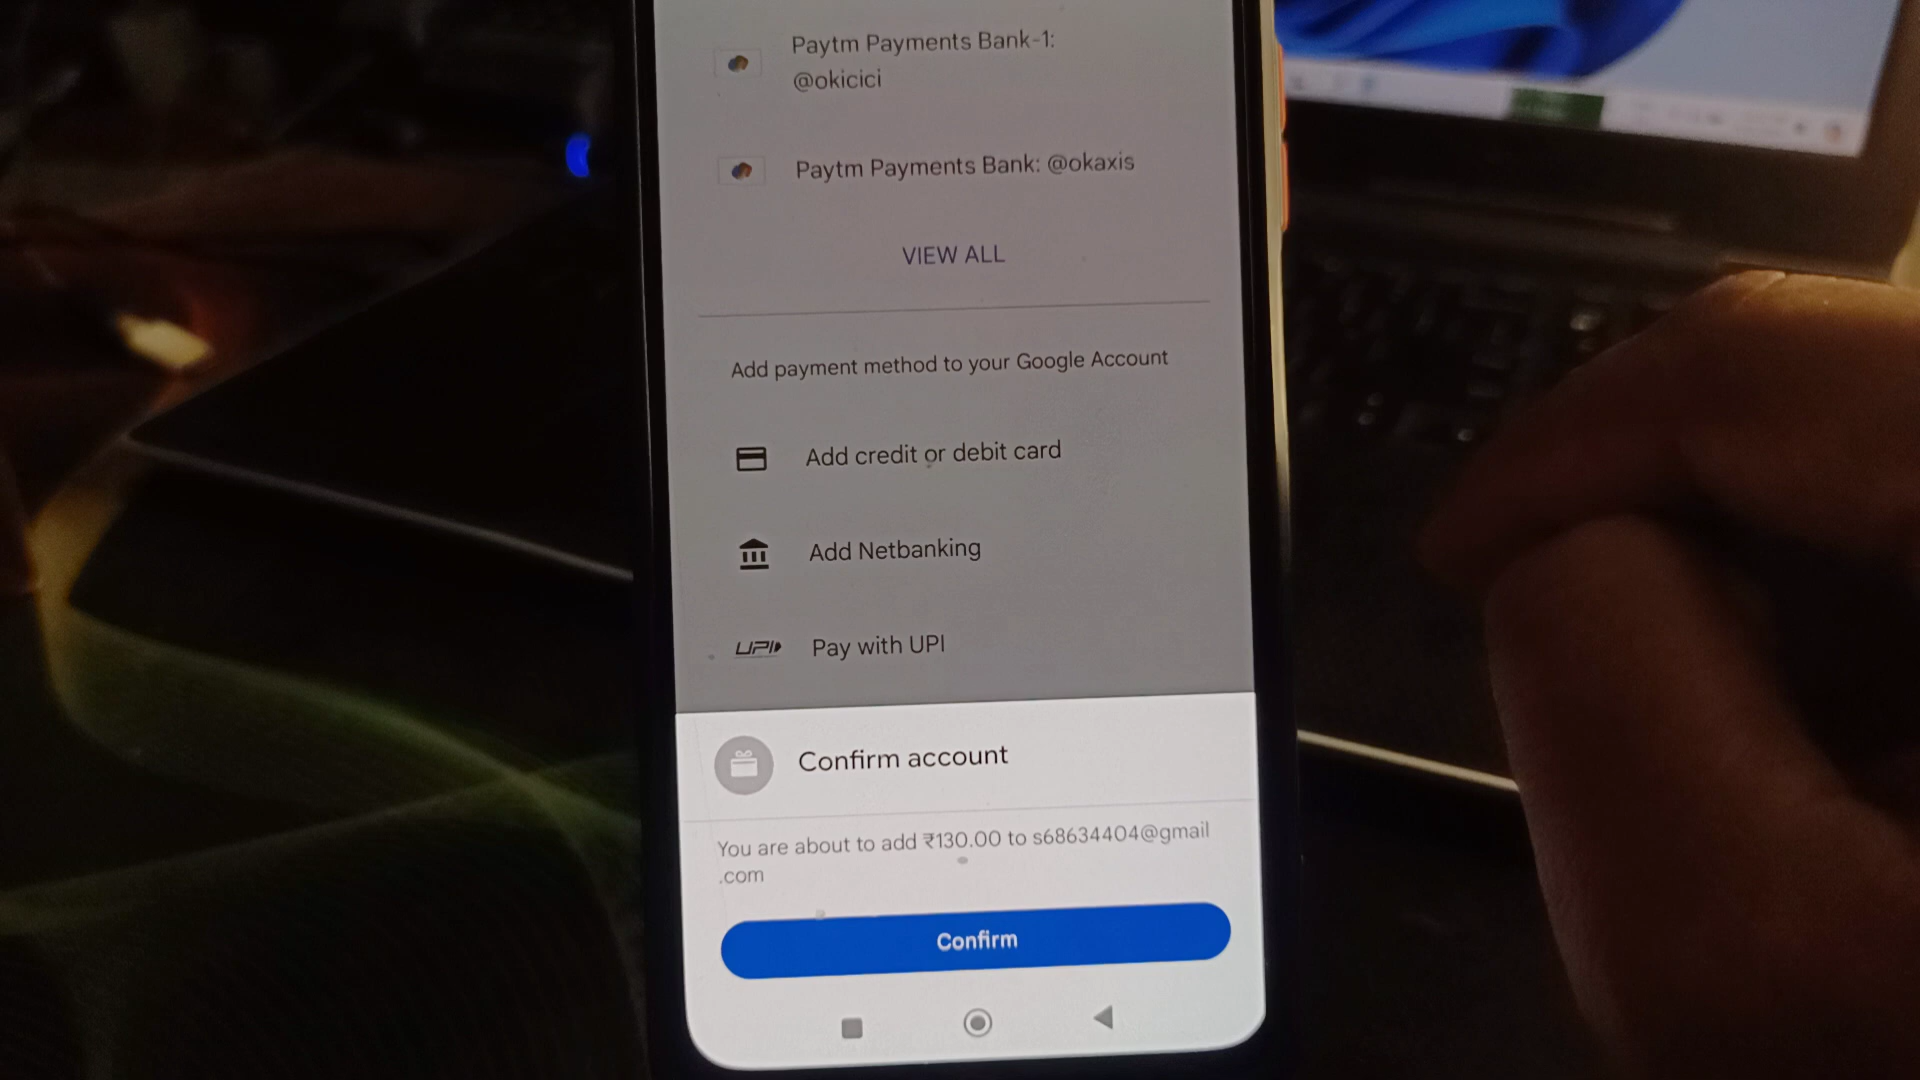 Paytm Payments Bank-1:
@okicici
Paytm Payments Bank: @okaxis
VIEW ALL
Add payment method to your Google Account
Add credit or debit card
Add Netbanking
UPI Pay with UPI
Confirm account
You are about to add ₹130.00 to s68634404@gmail
.com
Confirm